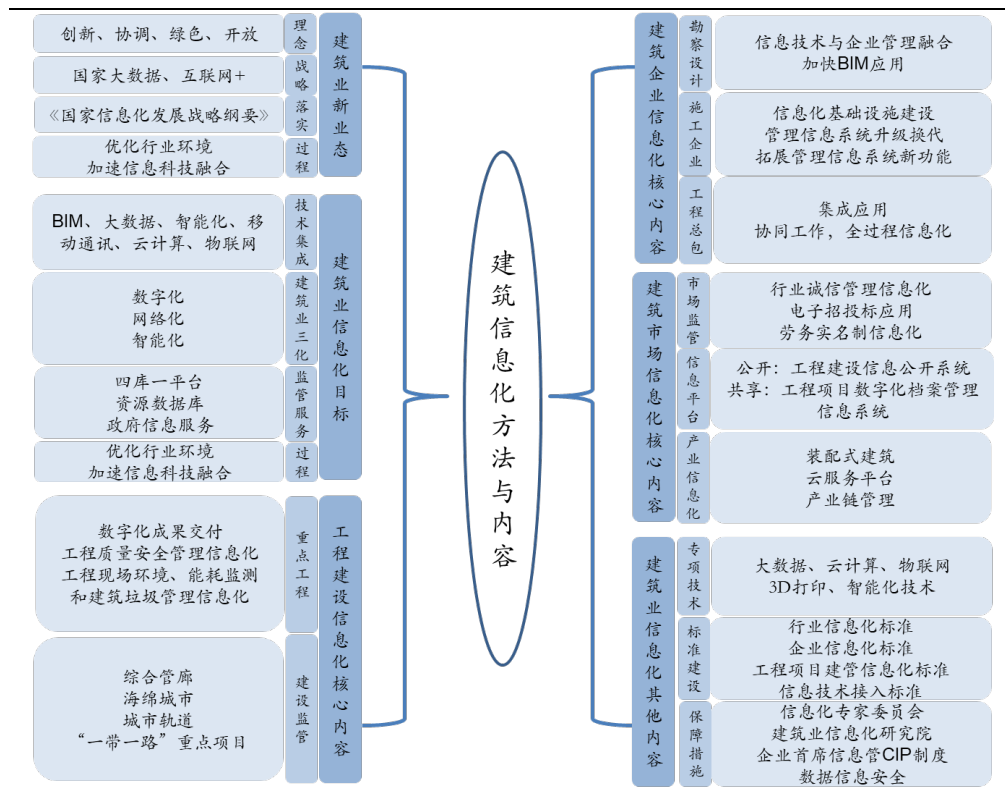 建筑信息化方法与内容
建筑业新业态
理念
创新、协调、绿色、开放
战略
国家大数据、互联网+
落实
《国家信息化发展战略纲要》
过程
优化行业环境
加速信息科技融合
建筑业信息化目标
技术集成
BIM、大数据、智能化、移
动通讯、云计算、物联网
建筑业三化
数字化
网络化
智能化
监管服务
四库一平台
资源数据库
政府信息服务
过程
优化行业环境
加速信息科技融合
工程建设信息化核心内容
重点工程
数字化成果交付
工程质量安全管理信息化
工程现场环境、能耗监测
和建筑垃圾管理信息化
建设监管
综合管廊
海绵城市
城市轨道
“一带一路”重点项目
建筑企业信息化核心内容
勘察设计
信息技术与企业管理融合
加快BIM应用
施工企业
信息化基础设施建设
管理信息系统升级换代
拓展管理信息系统新功能
工程总包
集成应用
协同工作，全过程信息化
建筑市场信息化核心内容
市场监管
行业诚信管理信息化
电子招投标应用
劳务实名制信息化
信息平台
公开：工程建设信息公开系统
共享：工程项目数字化档案管理
信息系统
产业信息化
装配式建筑
云服务平台
产业链管理
建筑业信息化其他内容
专项技术
大数据、云计算、物联网
3D打印、智能化技术
标准建设
行业信息化标准
企业信息化标准
工程项目建管信息化标准
信息技术接入标准
保障措施
信息化专家委员会
建筑业信息化研究院
企业首席信息管CIP制度
数据信息安全